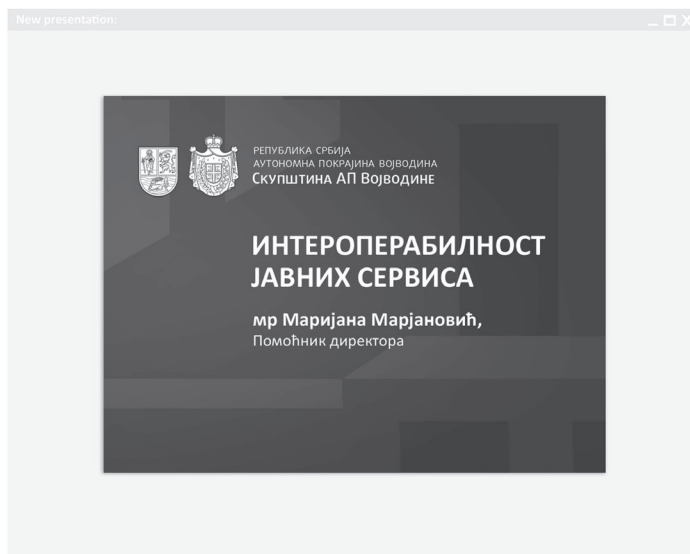 New presentation:
РЕПУБЛИКА СРБИЈА
АУТОНОМНА ПОКРАЈИНА ВОЈВОДИНА
СКУПШТИНА АП ВОЈВОДИНЕ
ИНТЕРОПЕРАБИЛНОСТ
ЈАВНИХ СЕРВИСА
мр Маријана Марјановић,
Помоћник директора